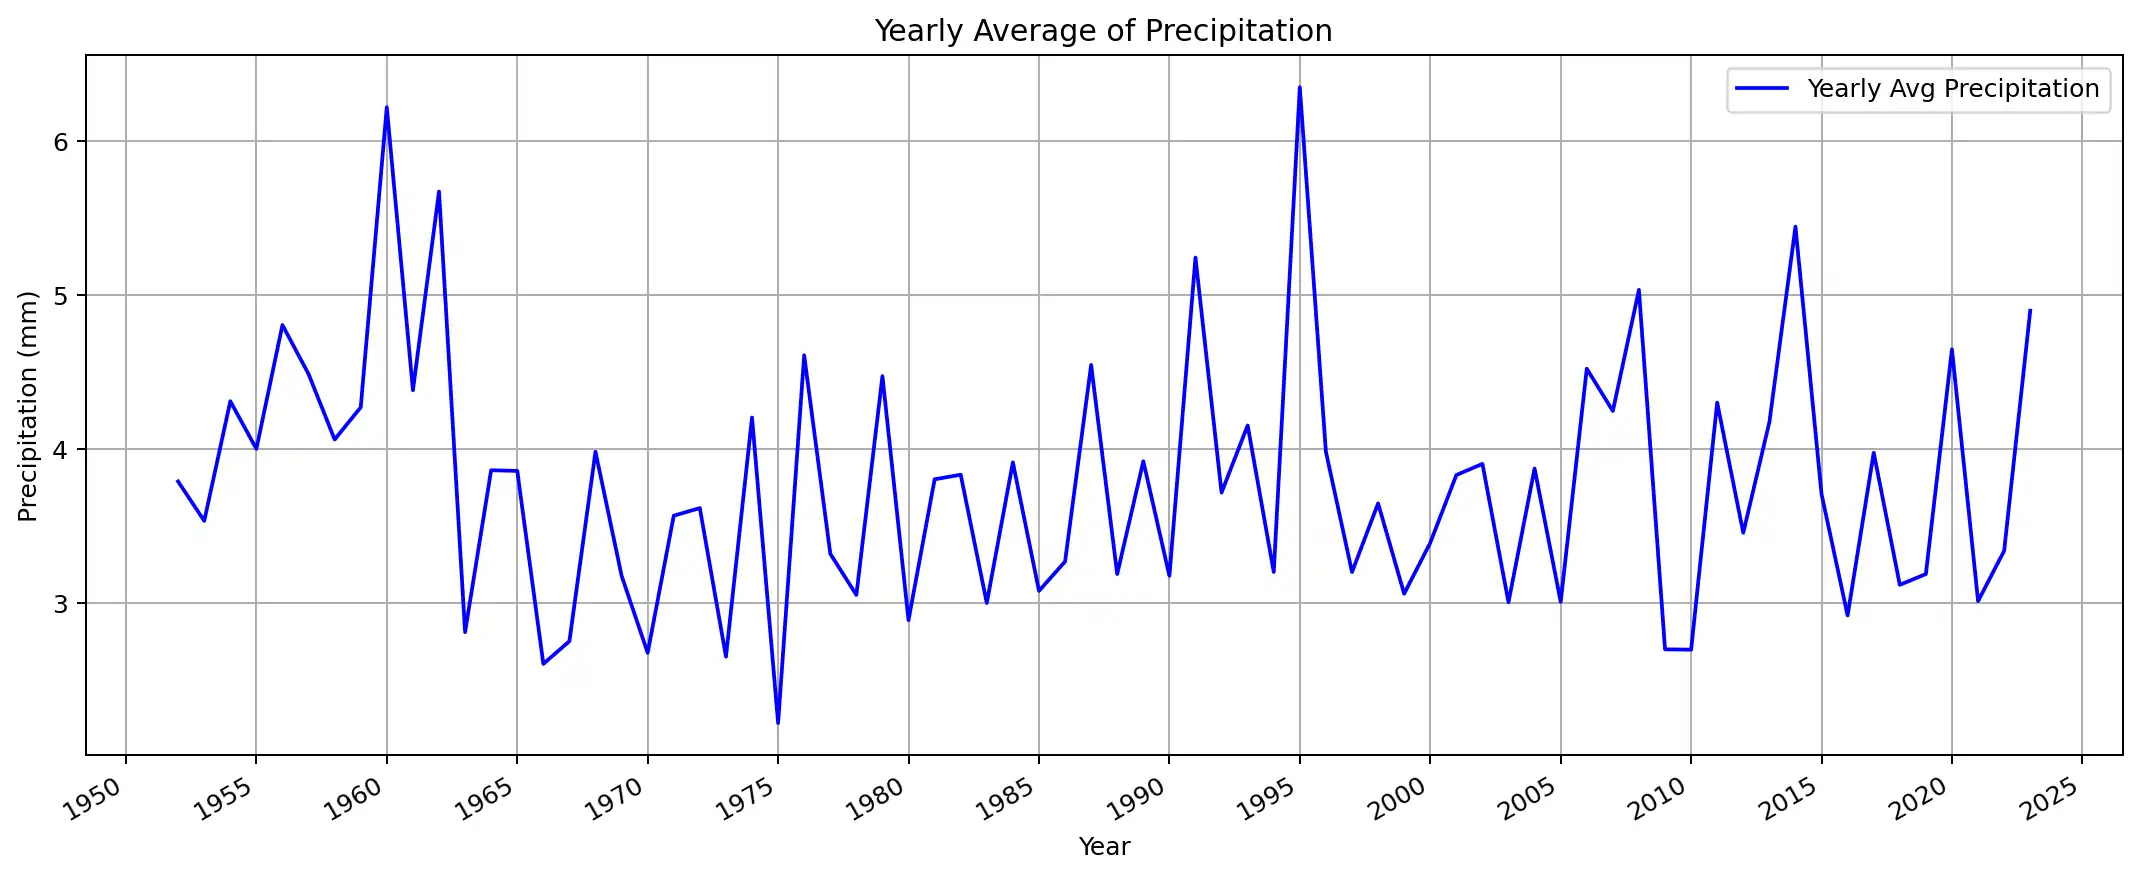 Yearly Average of Precipitation
Yearly Avg Precipitation
Precipitation (mm)
6
5
4
3
1950 1955 1960 1965 1970 1975 1980 1985 1990 1995 2000 2005 2010 2015 2020 2025
Year